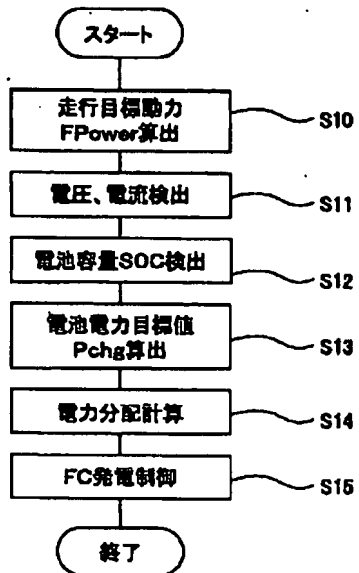 スタート
走行目標動力
FPower算出
S10
電圧、電流検出
S11
電池容量SOC検出
S12
電池電力目標値
Pchg算出
S13
電力分配計算
S14
FC発電制御
S15
終了